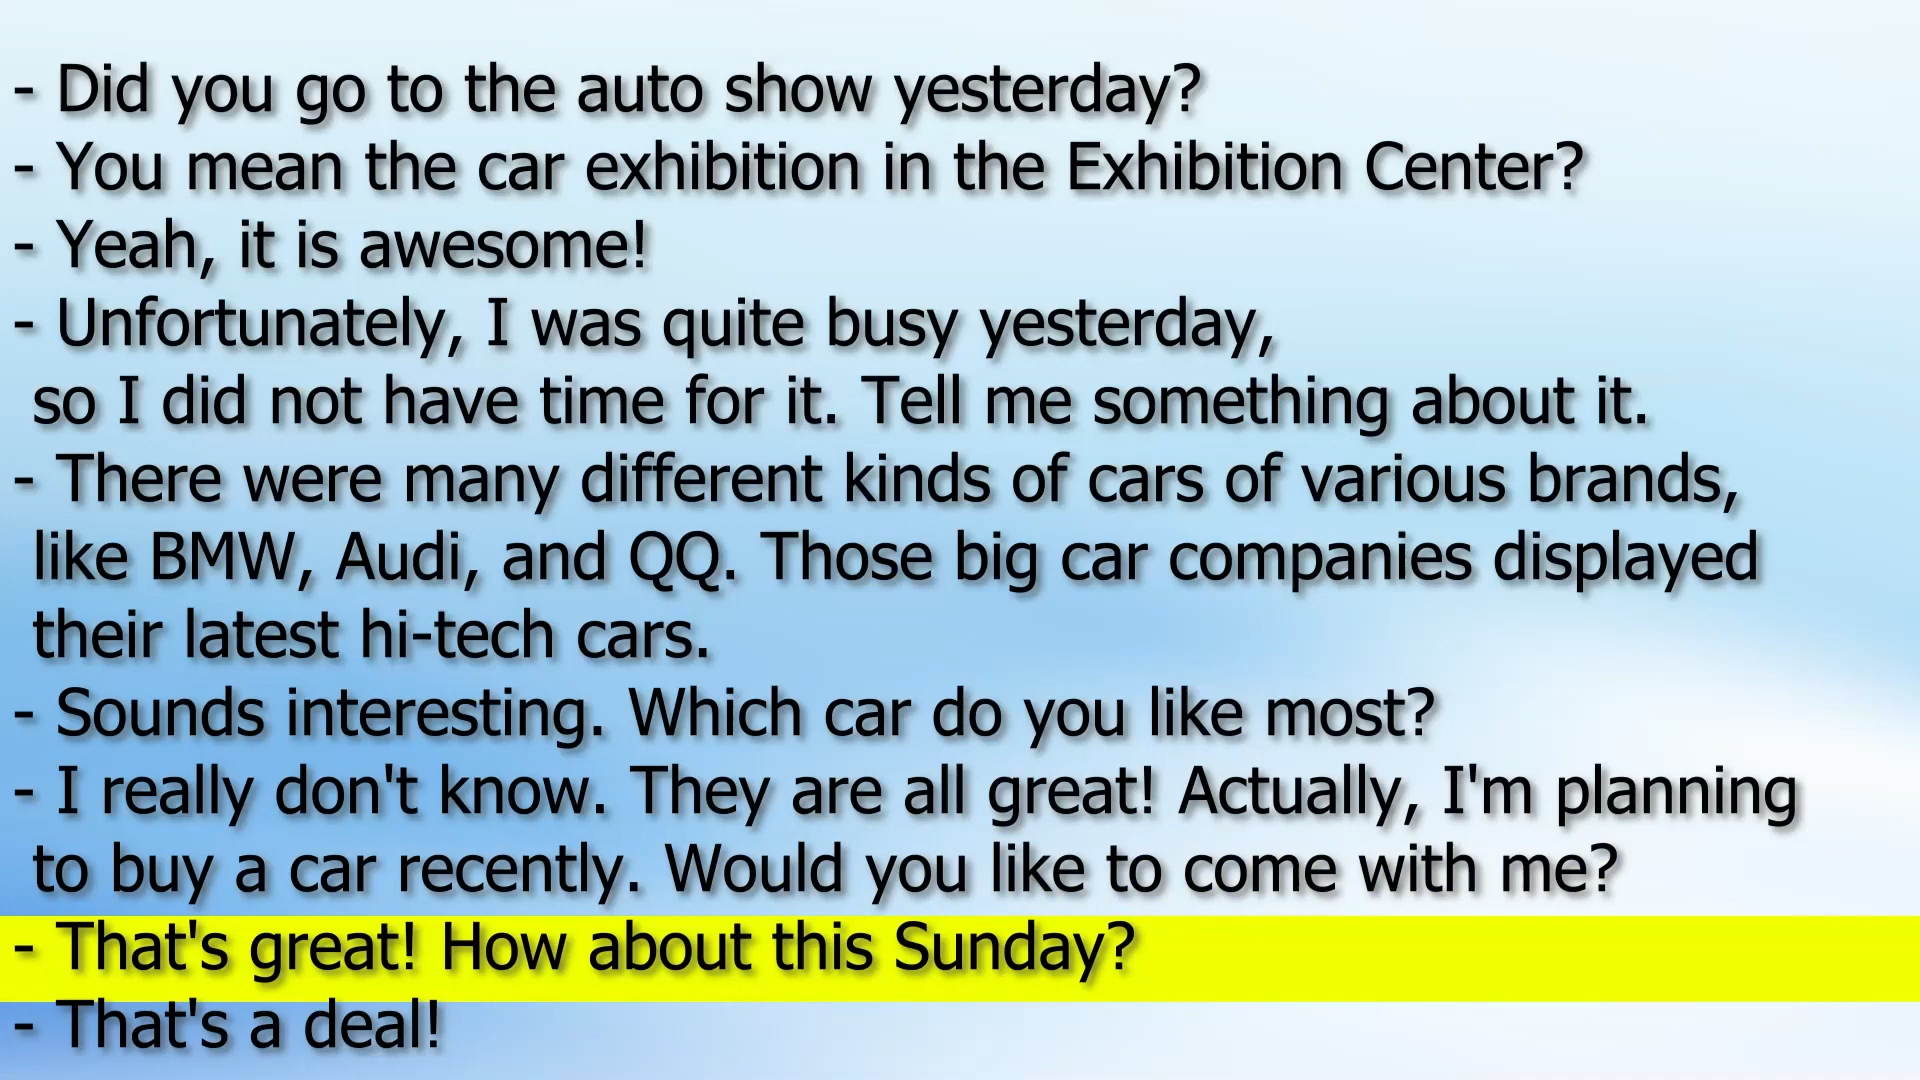 - Did you go to the auto show yesterday?
- You mean the car exhibition in the Exhibition Center?
- Yeah, it is awesome!
- Unfortunately, I was quite busy yesterday,
so I did not have time for it. Tell me something about it.
- There were many different kinds of cars of various brands,
like BMW, Audi, and QQ. Those big car companies displayed
their latest hi-tech cars.
- Sounds interesting. Which car do you like most?
- I really don't know. They are all great! Actually, I'm planning
to buy a car recently. Would you like to come with me?
- That's great! How about this Sunday?
- That's a deal!